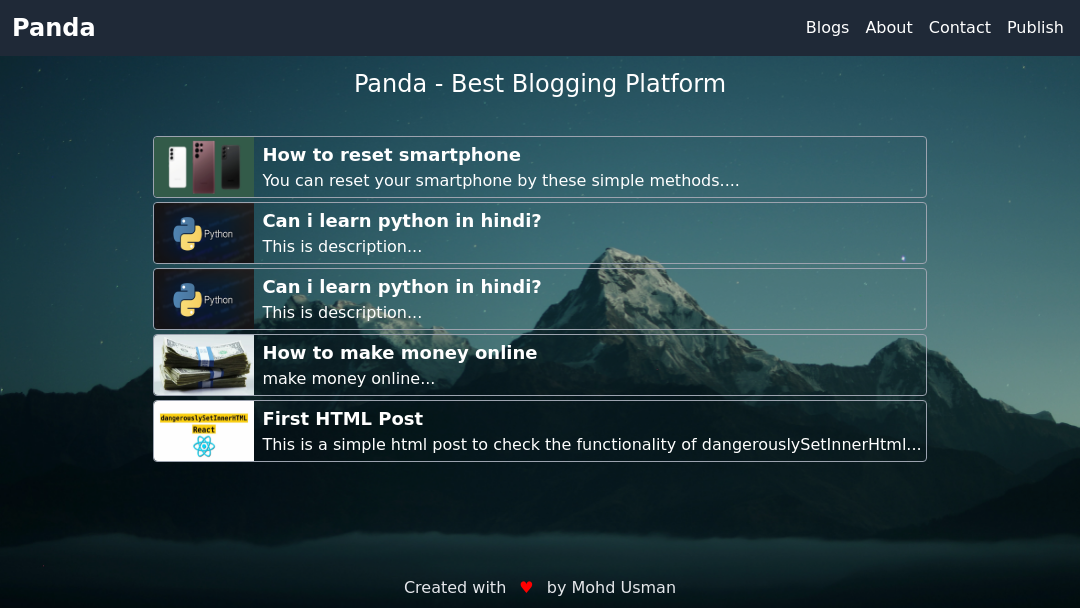 Panda
Blogs About Contact Publish
Panda - Best Blogging Platform
How to reset smartphone
You can reset your smartphone by these simple methods....
Python
Can i learn python in hindi?
This is description...
Python
Can i learn python in hindi?
This is description...
How to make money online
make money online...
dangerouslySetInnerHTML
React
First HTML Post
This is a simple html post to check the functionality of dangerouslySetInnerHtml...
Created with ♥ by Mohd Usman